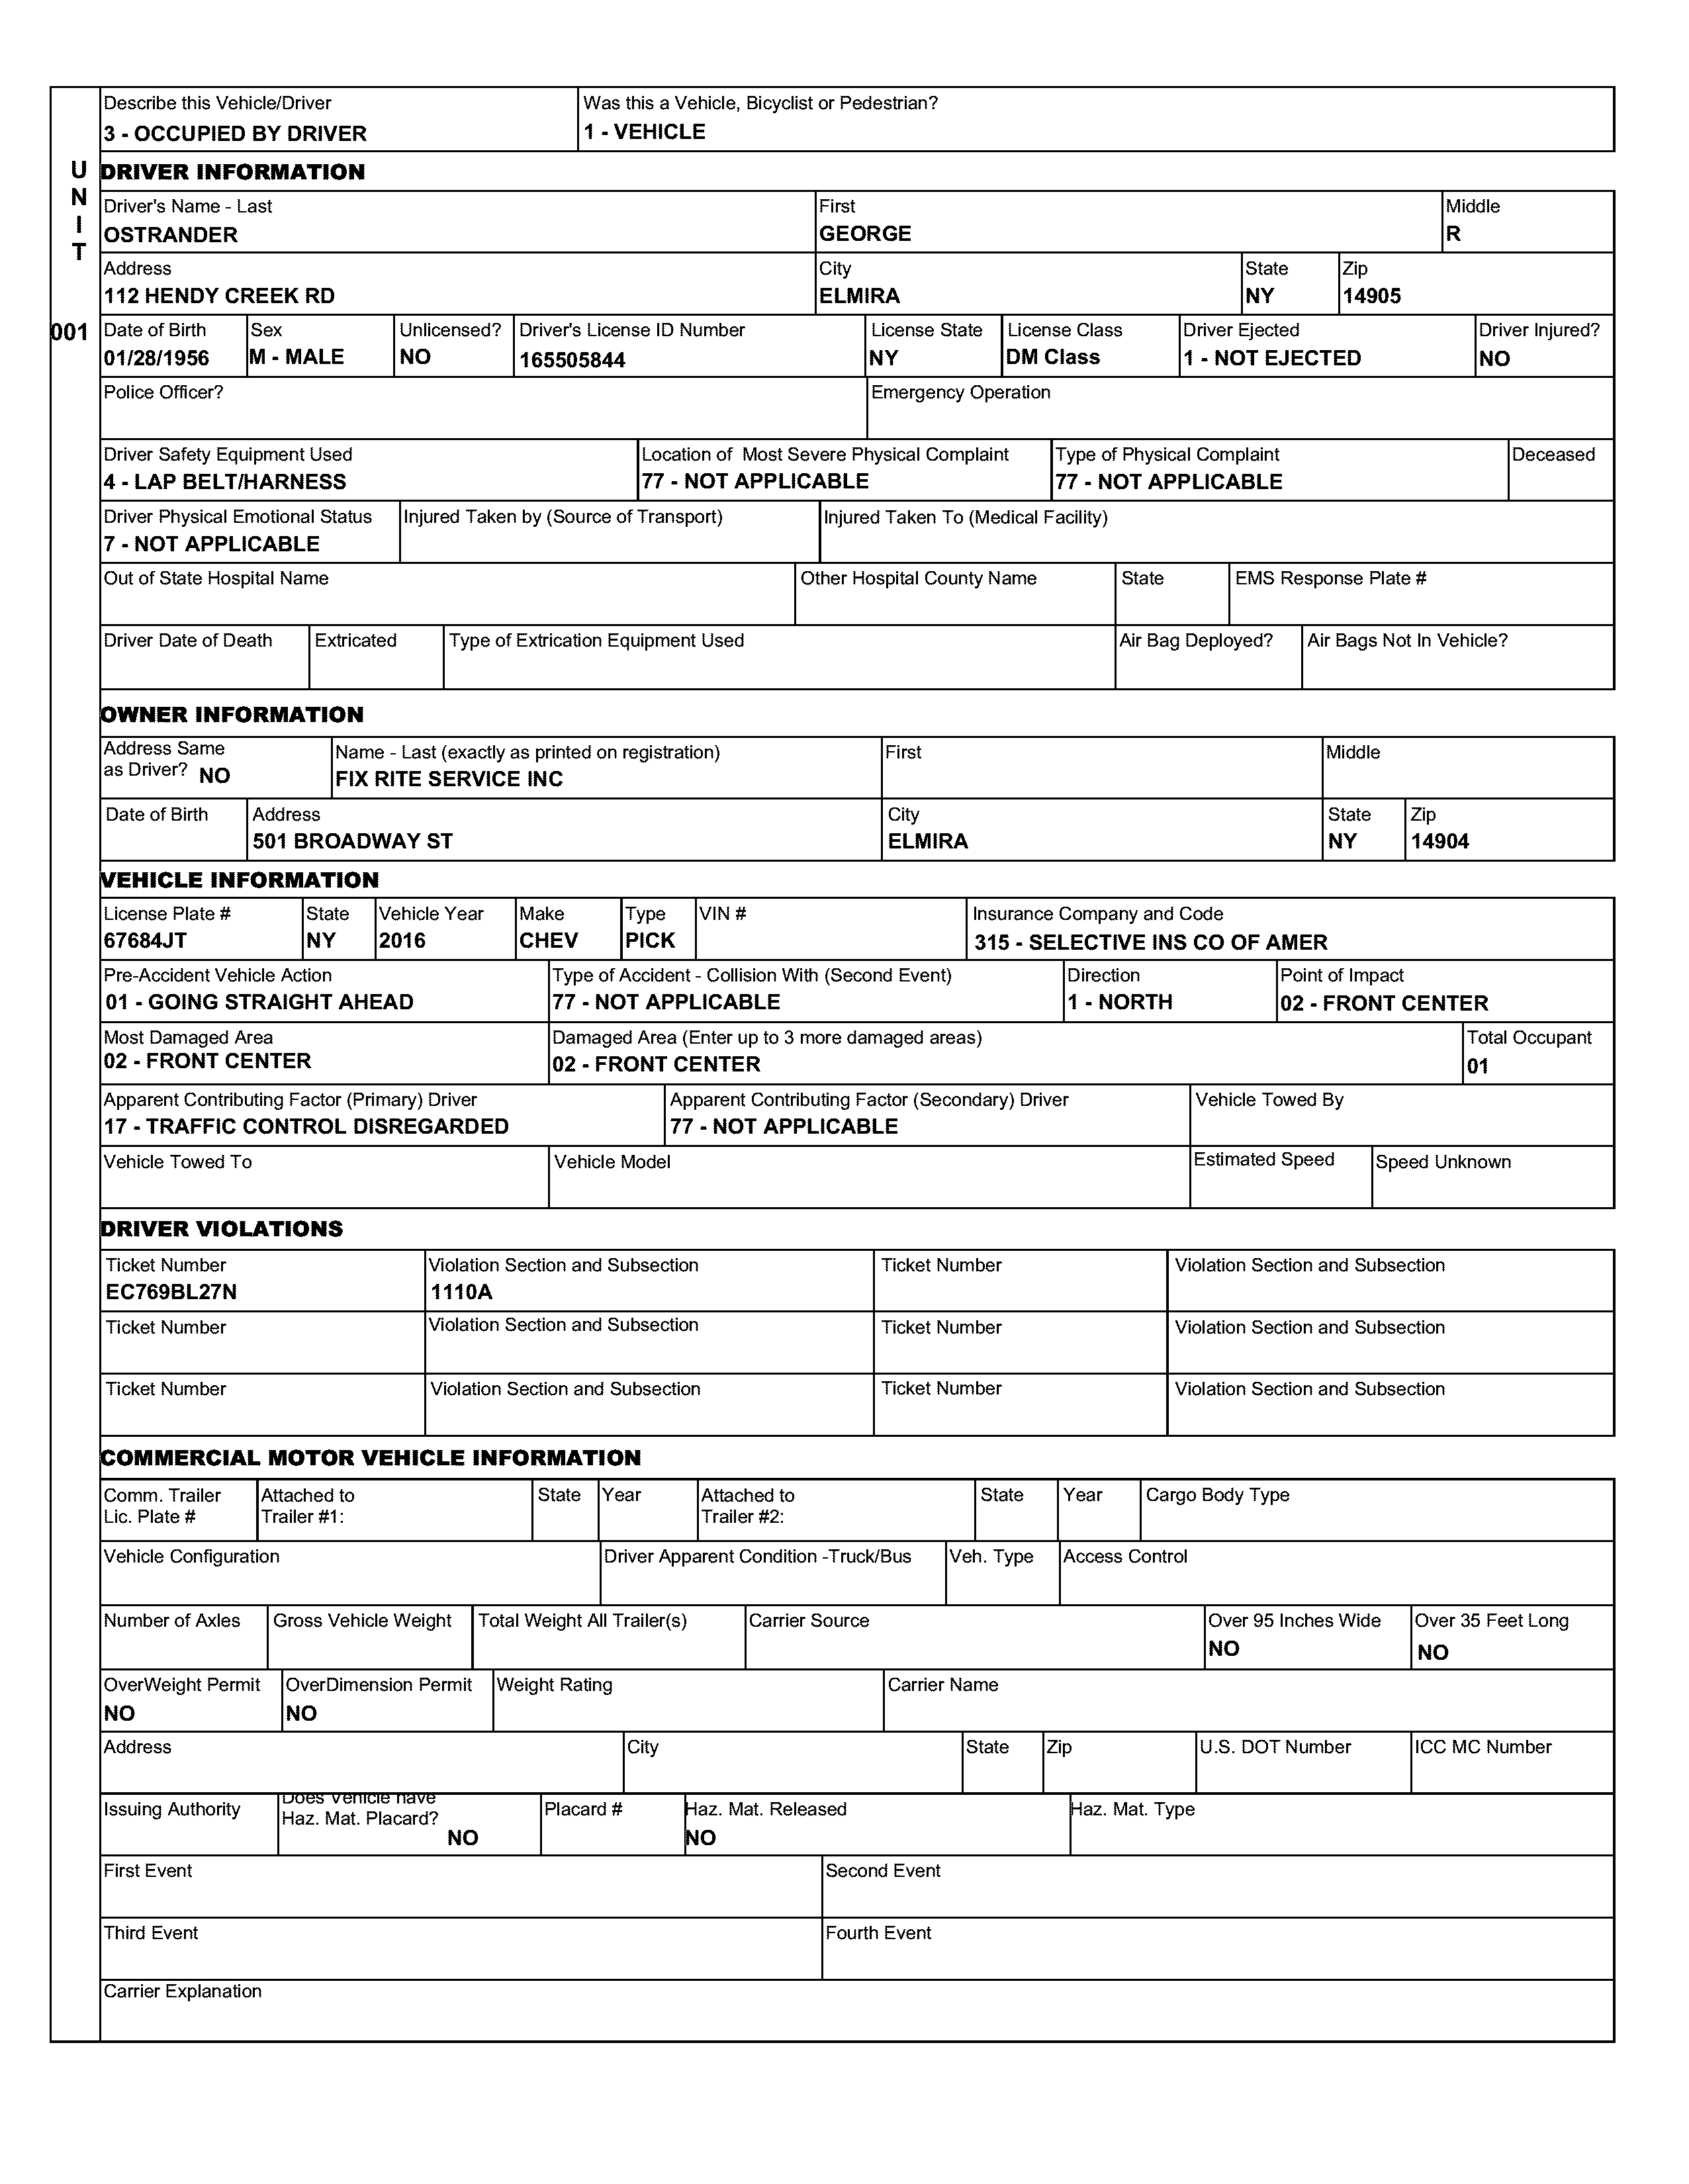 Describe this Vehicle/Driver Was this a Vehicle, Bicyclist or Pedestrian?
3 - OCCUPIED BY DRIVER 1 - VEHICLE
UNIT
001
DRIVER INFORMATION
Driver's Name - Last First Middle
OSTRANDER GEORGE R
Address City State Zip
112 HENDY CREEK RD ELMIRA NY 14905
Date of Birth Sex Unlicensed? Driver's License ID Number License State License Class Driver Ejected Driver Injured?
01/28/1956 M - MALE NO 165505844 NY DM Class 1 - NOT EJECTED NO
Police Officer? Emergency Operation
Driver Safety Equipment Used Location of Most Severe Physical Complaint Type of Physical Complaint Deceased
4 - LAP BELT/HARNESS 77 - NOT APPLICABLE 77 - NOT APPLICABLE
Driver Physical Emotional Status Injured Taken by (Source of Transport) Injured Taken To (Medical Facility)
7 - NOT APPLICABLE
Out of State Hospital Name Other Hospital County Name State EMS Response Plate #
Driver Date of Death Extricated Type of Extrication Equipment Used Air Bag Deployed? Air Bags Not In Vehicle?
OWNER INFORMATION
Address Same as Driver? NO Name - Last (exactly as printed on registration) First Middle
FIX RITE SERVICE INC
Date of Birth Address City State Zip
501 BROADWAY ST ELMIRA NY 14904
VEHICLE INFORMATION
License Plate # State Vehicle Year Make Type VIN # Insurance Company and Code
67684JT NY 2016 CHEV PICK 315 - SELECTIVE INS CO OF AMER
Pre-Accident Vehicle Action Type of Accident - Collision With (Second Event) Direction Point of Impact
01 - GOING STRAIGHT AHEAD 77 - NOT APPLICABLE 1 - NORTH 02 - FRONT CENTER
Most Damaged Area Damaged Area (Enter up to 3 more damaged areas) Total Occupant
02 - FRONT CENTER 02 - FRONT CENTER 01
Apparent Contributing Factor (Primary) Driver Apparent Contributing Factor (Secondary) Driver Vehicle Towed By
17 - TRAFFIC CONTROL DISREGARDED 77 - NOT APPLICABLE
Vehicle Towed To Vehicle Model Estimated Speed Speed Unknown
DRIVER VIOLATIONS
Ticket Number Violation Section and Subsection Ticket Number Violation Section and Subsection
EC769BL27N 1110A
Ticket Number Violation Section and Subsection Ticket Number Violation Section and Subsection
Ticket Number Violation Section and Subsection Ticket Number Violation Section and Subsection
COMMERCIAL MOTOR VEHICLE INFORMATION
Comm. Trailer Attached to State Year Attached to State Year Cargo Body Type
Lic. Plate # Trailer #1: Trailer #2:
Vehicle Configuration Driver Apparent Condition -Truck/Bus Veh. Type Access Control
Number of Axles Gross Vehicle Weight Total Weight All Trailer(s) Carrier Source Over 95 Inches Wide Over 35 Feet Long
NO NO
OverWeight Permit OverDimension Permit Weight Rating Carrier Name
NO NO
Address City State Zip U.S. DOT Number ICC MC Number
Issuing Authority Does Vehicle have Haz. Mat. Placard? Placard # Haz. Mat. Released Haz. Mat. Type
NO NO
First Event Second Event
Third Event Fourth Event
Carrier Explanation